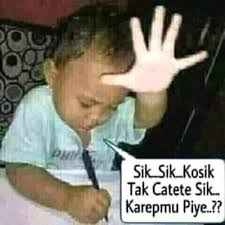 Sik...Sik...Kosik
Tak Catete Sik...
Karepmu Piye..??